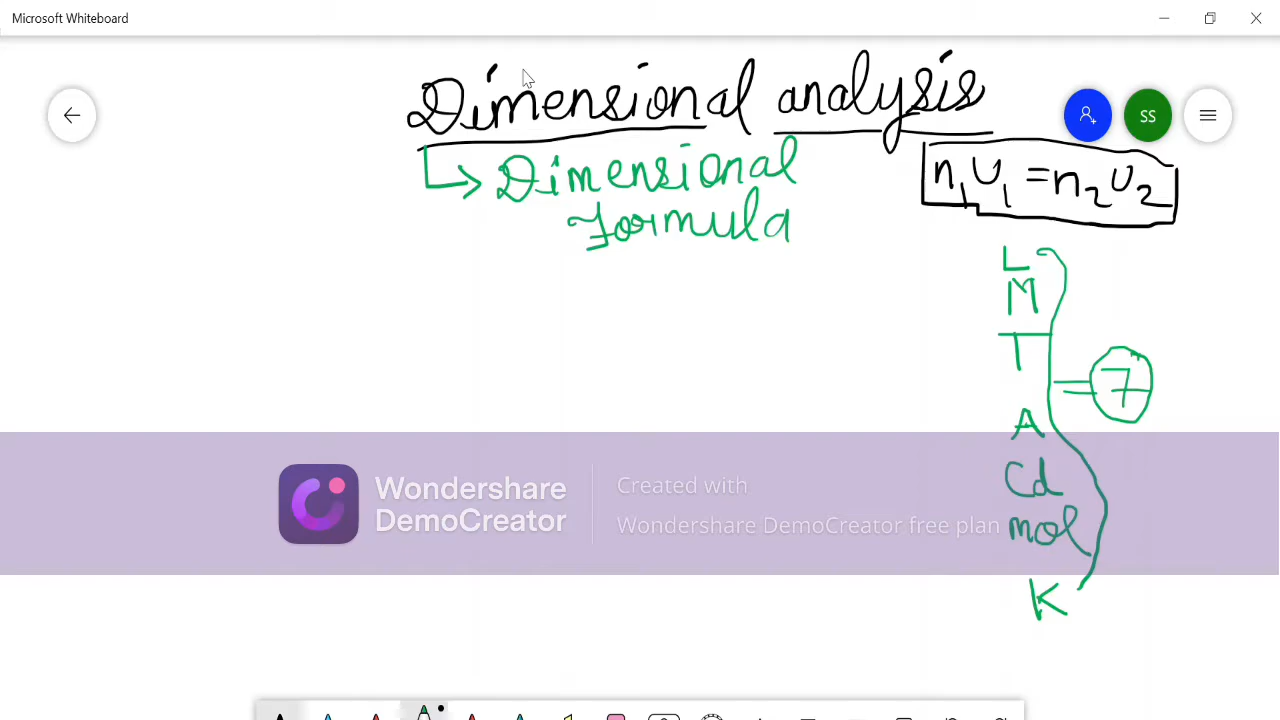 Microsoft Whiteboard
Dimensional analysis
SS
Dimensional
Formula
n₁U₁ = n₂U₂
L
M
T
= 7
A
Cd
mol
K
Wondershare
DemoCreator
Created with
Wondershare DemoCreator free plan